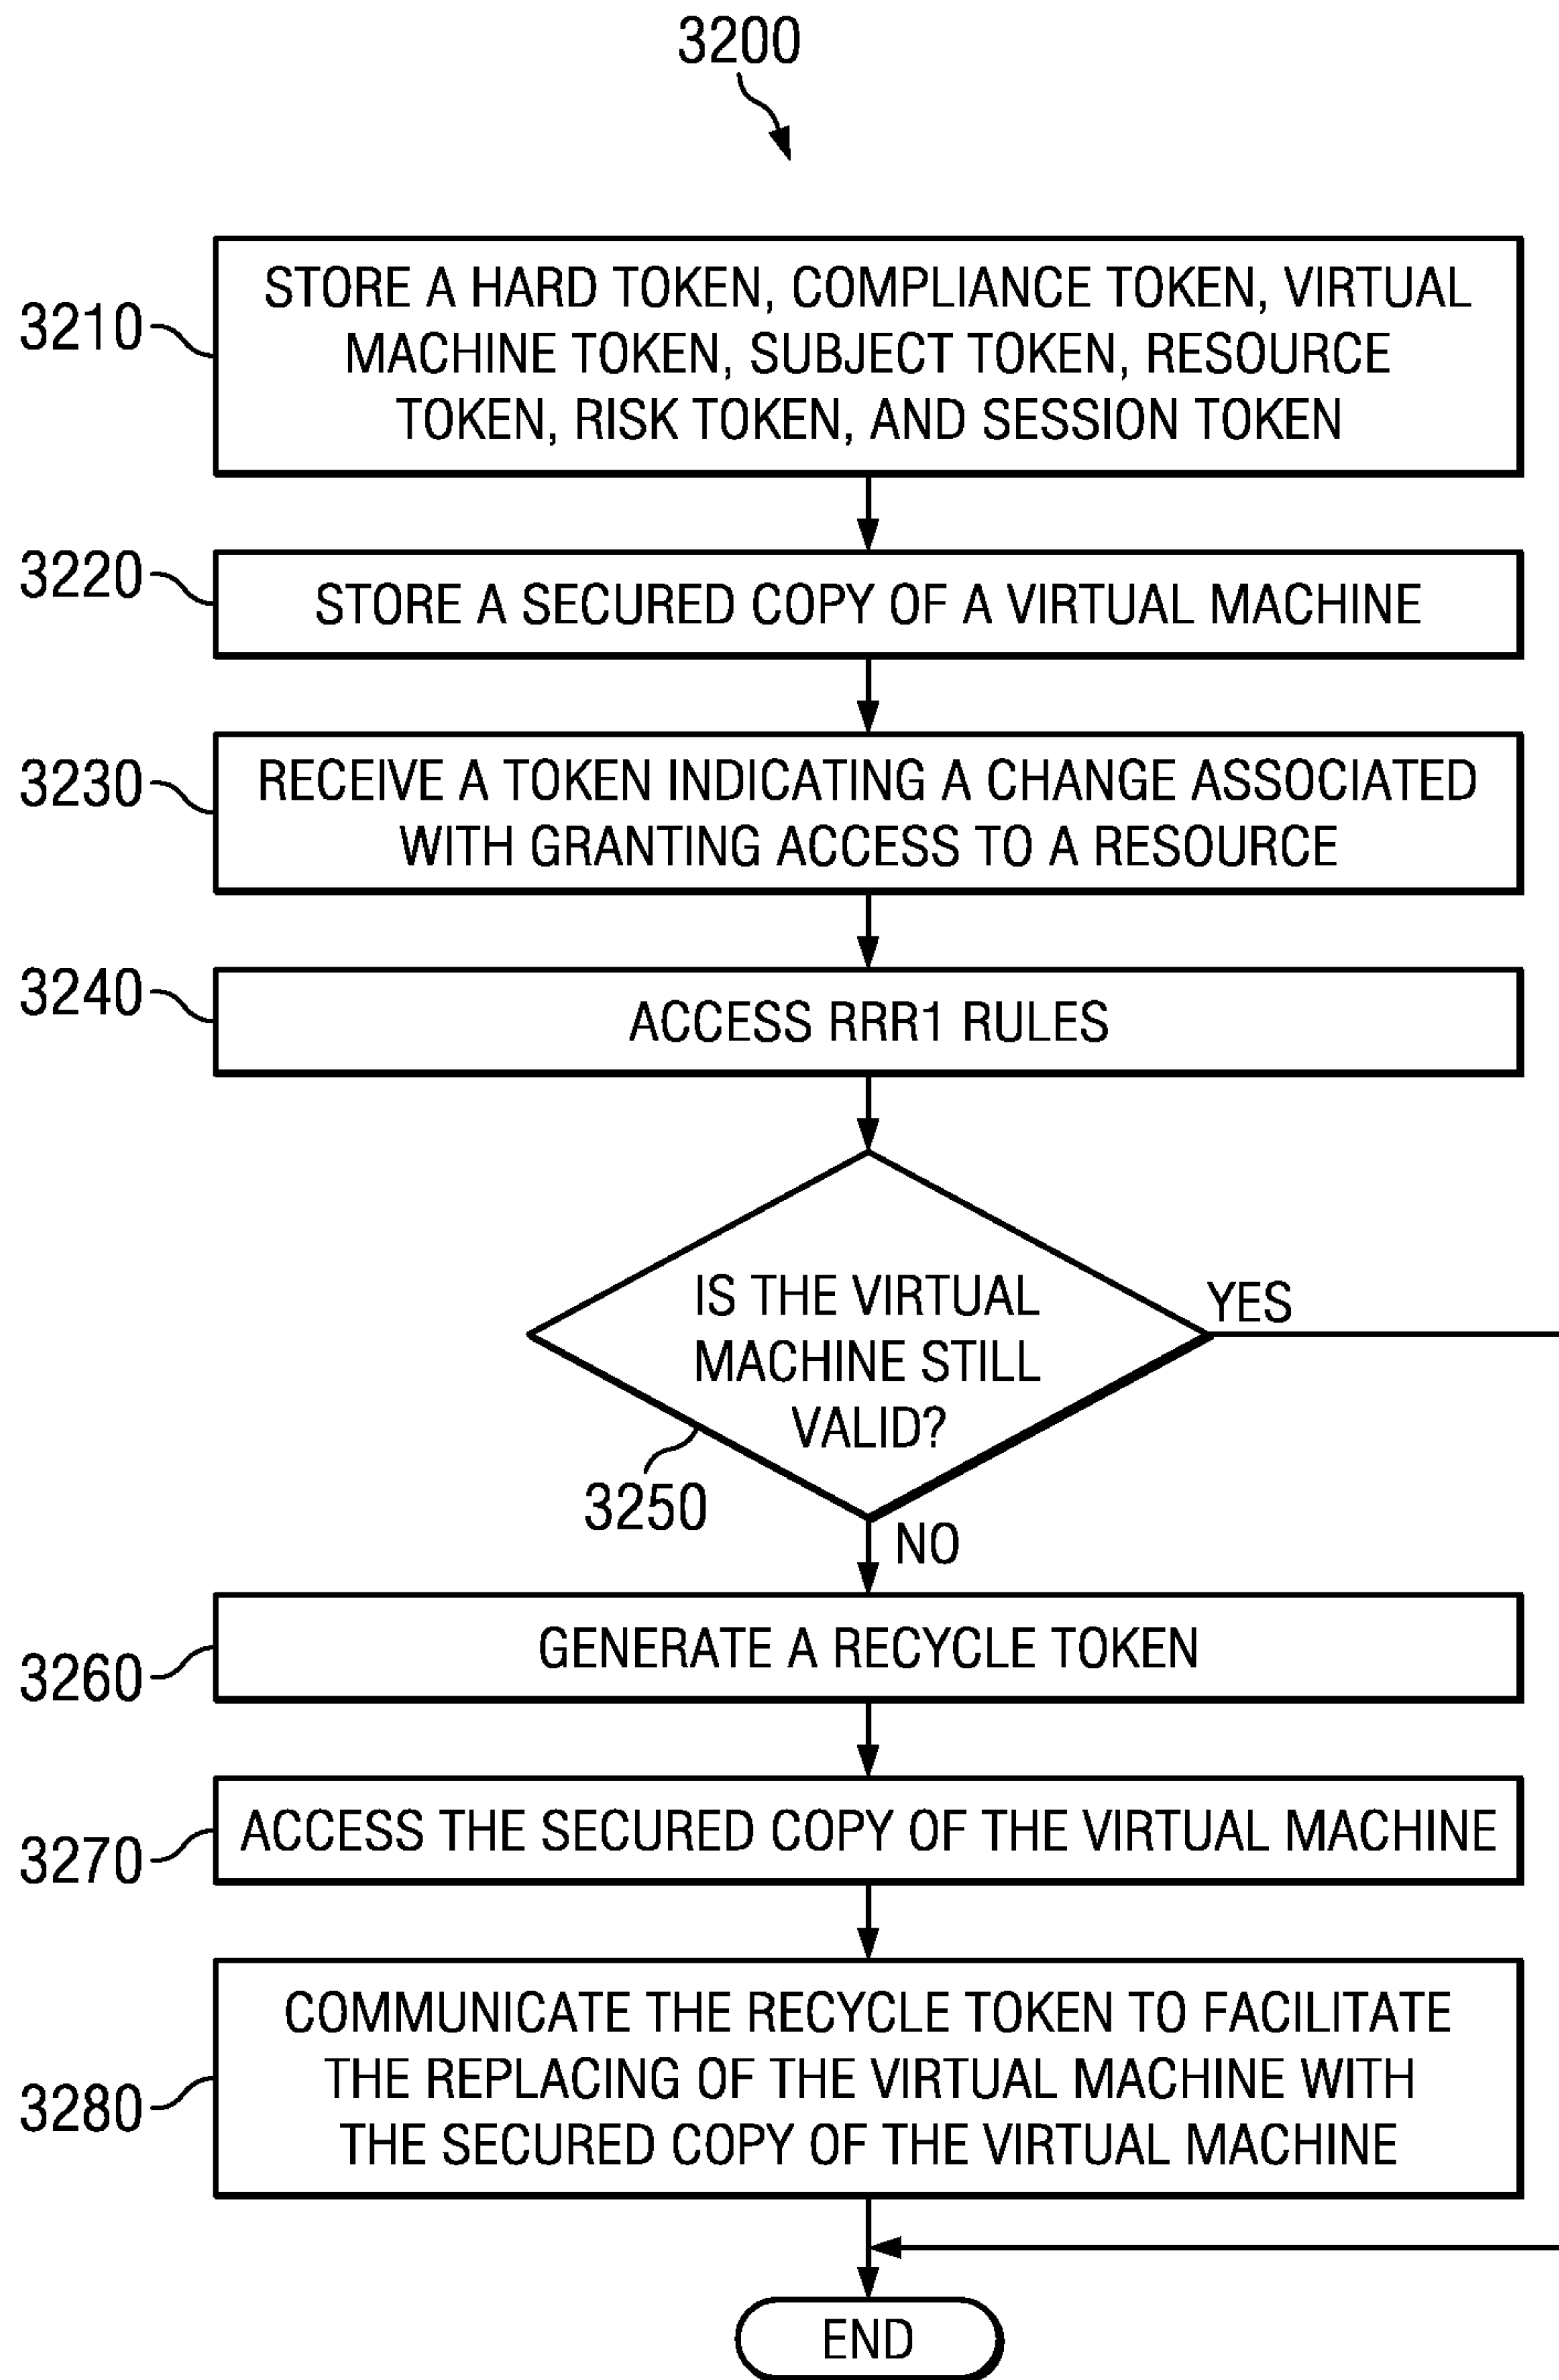 3200
3210
STORE A HARD TOKEN, COMPLIANCE TOKEN, VIRTUAL
MACHINE TOKEN, SUBJECT TOKEN, RESOURCE
TOKEN, RISK TOKEN, AND SESSION TOKEN
3220
STORE A SECURED COPY OF A VIRTUAL MACHINE
3230
RECEIVE A TOKEN INDICATING A CHANGE ASSOCIATED
WITH GRANTING ACCESS TO A RESOURCE
3240
ACCESS RRR1 RULES
IS THE VIRTUAL
MACHINE STILL
VALID?
YES
3250
NO
3260
GENERATE A RECYCLE TOKEN
3270
ACCESS THE SECURED COPY OF THE VIRTUAL MACHINE
3280
COMMUNICATE THE RECYCLE TOKEN TO FACILITATE
THE REPLACING OF THE VIRTUAL MACHINE WITH
THE SECURED COPY OF THE VIRTUAL MACHINE
END